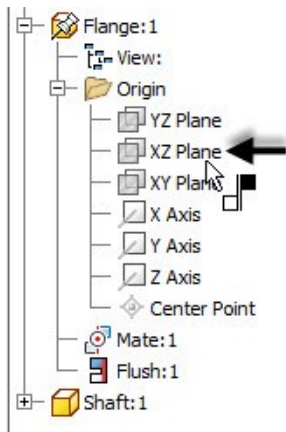 Flange:1
View:
Origin
YZ Plane
XZ Plane
XY Plane
X Axis
Y Axis
Z Axis
Center Point
Mate:1
Flush:1
Shaft:1